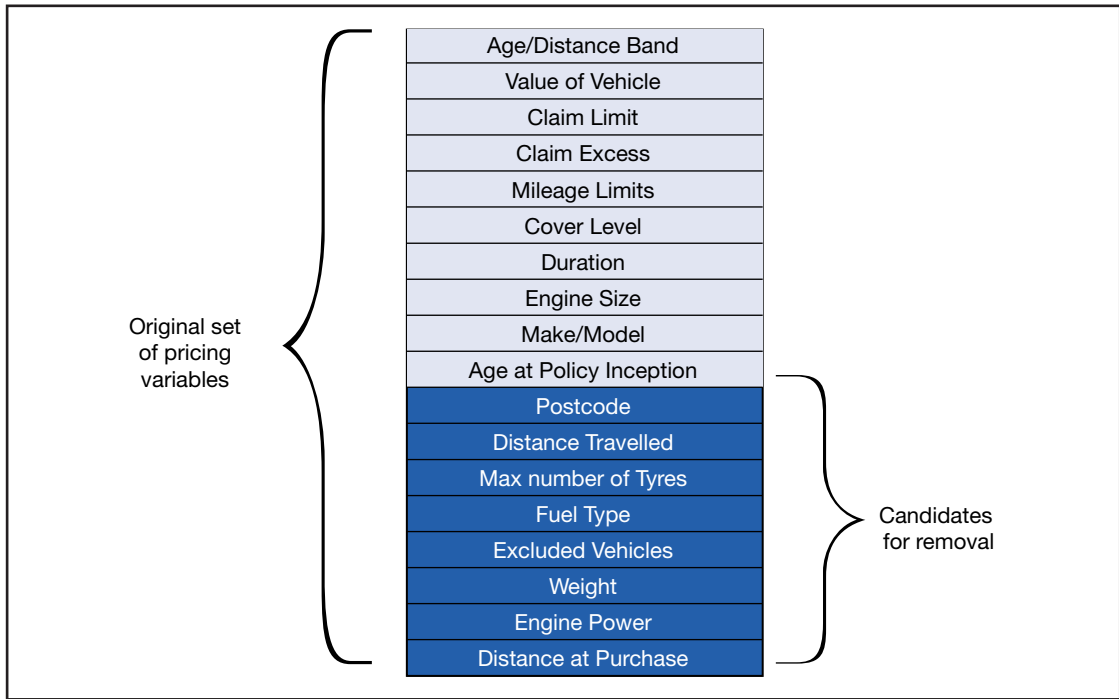 Age/Distance Band
Value of Vehicle
Claim Limit
Claim Excess
Mileage Limits
Cover Level
Duration
Engine Size
Make/Model
Age at Policy Inception
Postcode
Distance Travelled
Max number of Tyres
Fuel Type
Excluded Vehicles
Weight
Engine Power
Distance at Purchase
Original set
of pricing
variables
Candidates
for removal